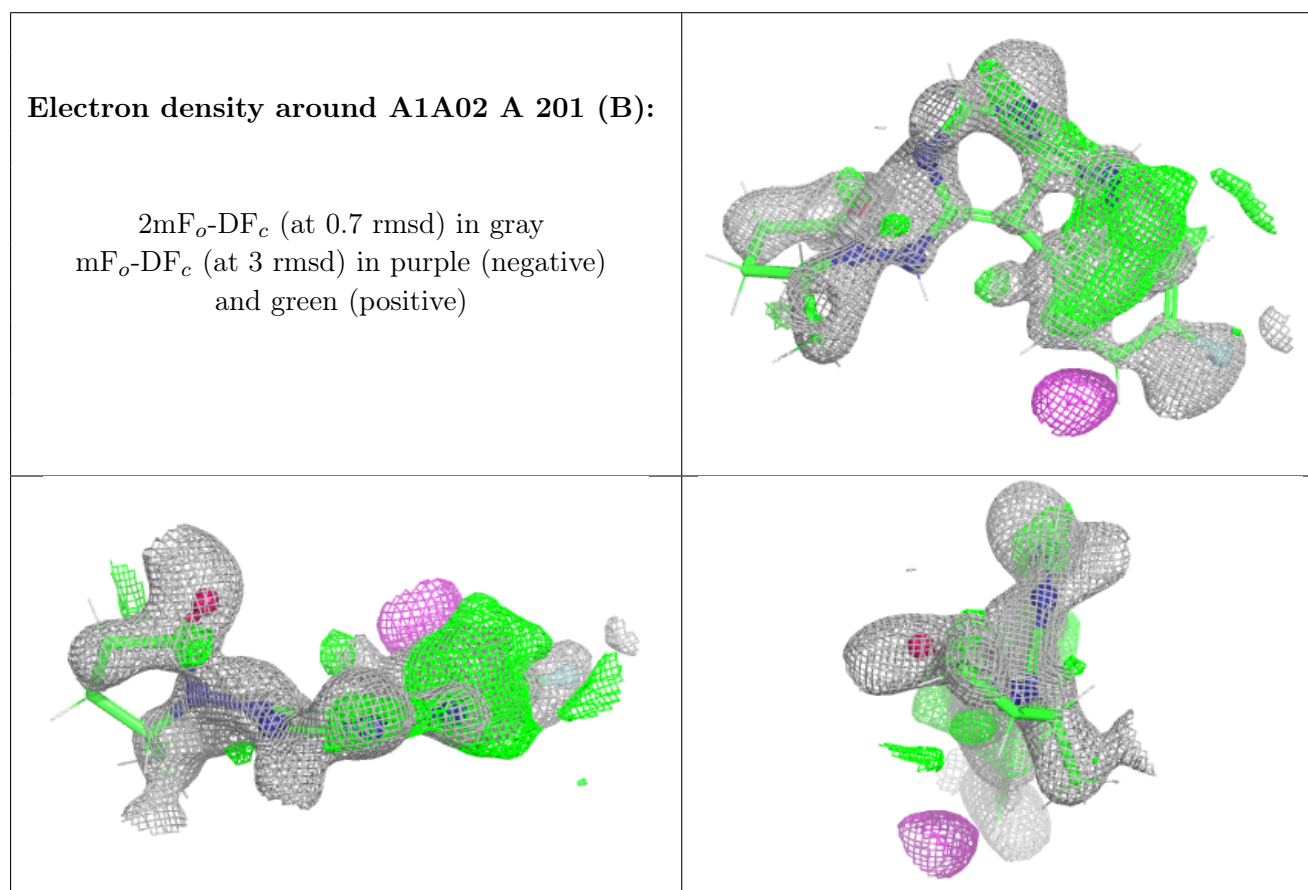 Electron density around A1A02 A 201 (B):
2mFo-DFc (at 0.7 rmsd) in gray
mFo-DFc (at 3 rmsd) in purple (negative)
and green (positive)